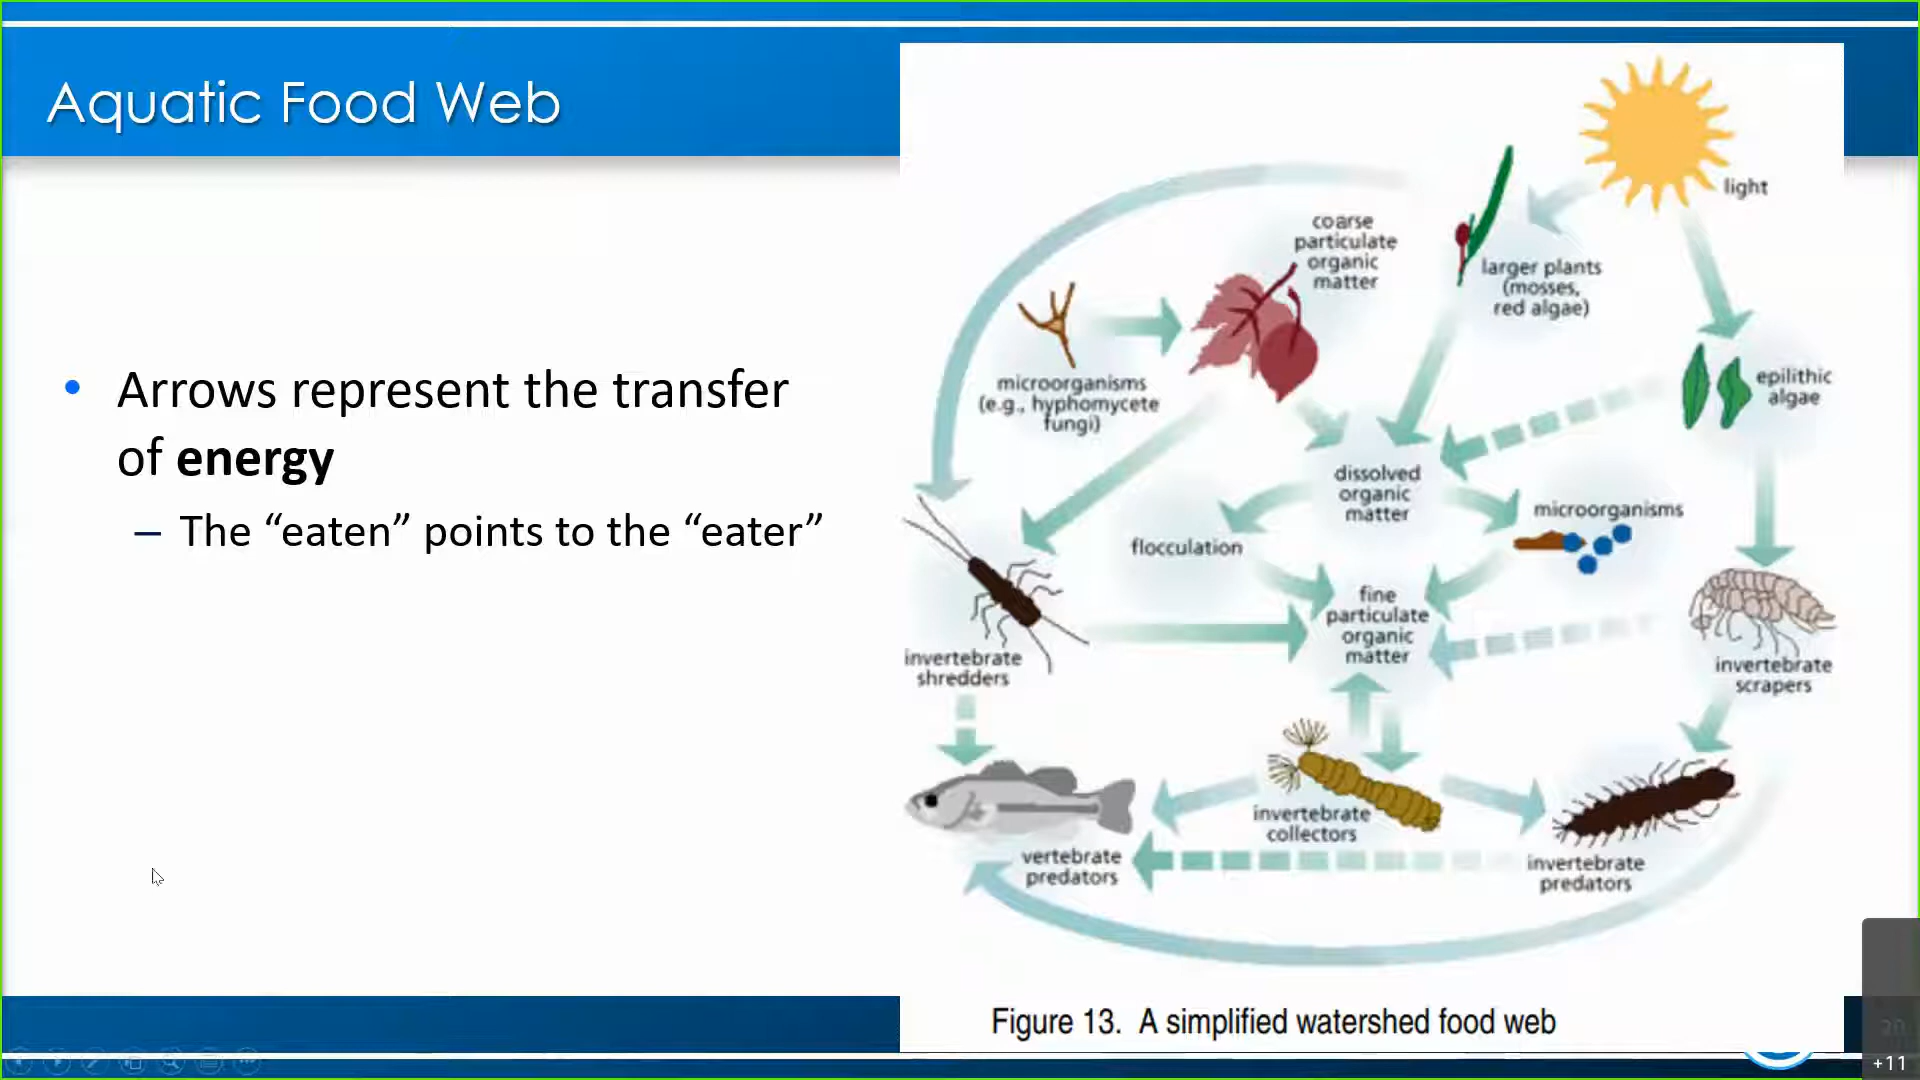 Aquatic Food Web
• Arrows represent the transfer
of energy
– The “eaten” points to the “eater”
light
coarse
particulate
organic
matter
larger plants
(mosses,
red algae)
microorganisms
(e.g., hyphomycete
fungi)
epilithic
algae
dissolved
organic
matter
microorganisms
flocculation
fine
particulate
organic
matter
invertebrate
shredders
invertebrate
scrapers
invertebrate
collectors
vertebrate
predators
invertebrate
predators
Figure 13. A simplified watershed food web
20
+11